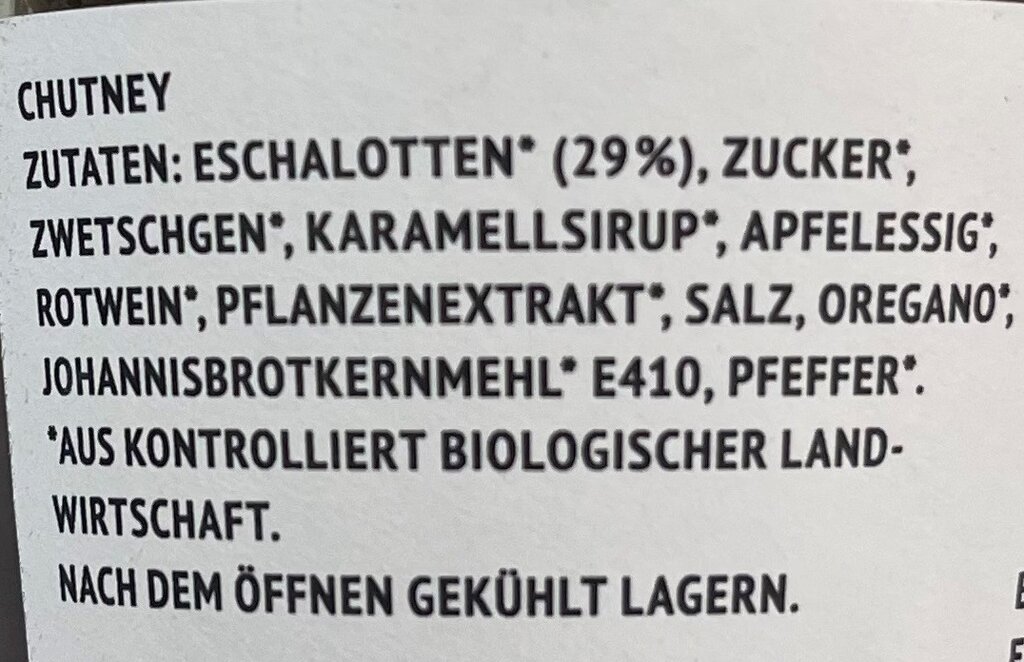 CHUTNEY
ZUTATEN: ESCHALOTTEN* (29%), ZUCKER*,
ZWETSCHGEN*, KARAMELLSIRUP*, APFELESSIG*,
ROTWEIN*, PFLANZENEXTRAKT*, SALZ, OREGANO*,
JOHANNISBROTKERNMEHL* E410, PFEFFER*.
*AUS KONTROLLIERT BIOLOGISCHER LAND-
WIRTSCHAFT.
NACH DEM ÖFFNEN GEKÜHLT LAGERN.